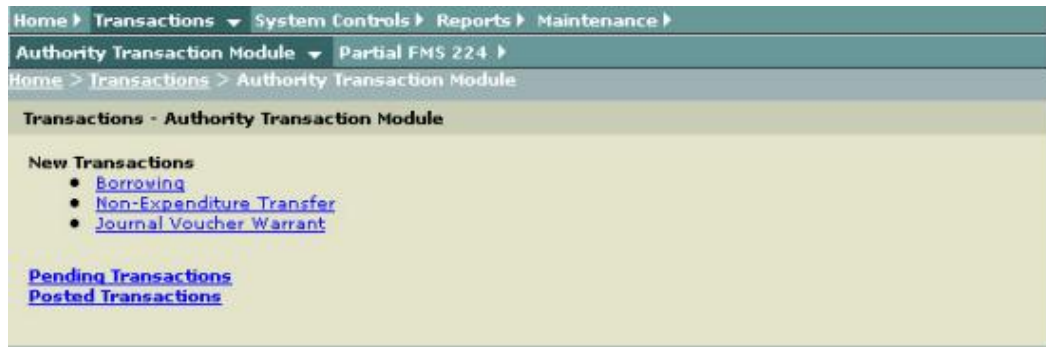 Home Transactions System Controls Reports Maintenance
Authority Transaction Module Partial FMS 224
Home > Transactions > Authority Transaction Module
Transactions - Authority Transaction Module
New Transactions
• Borrowing
• Non-Expenditure Transfer
• Journal Voucher Warrant
Pending Transactions
Posted Transactions